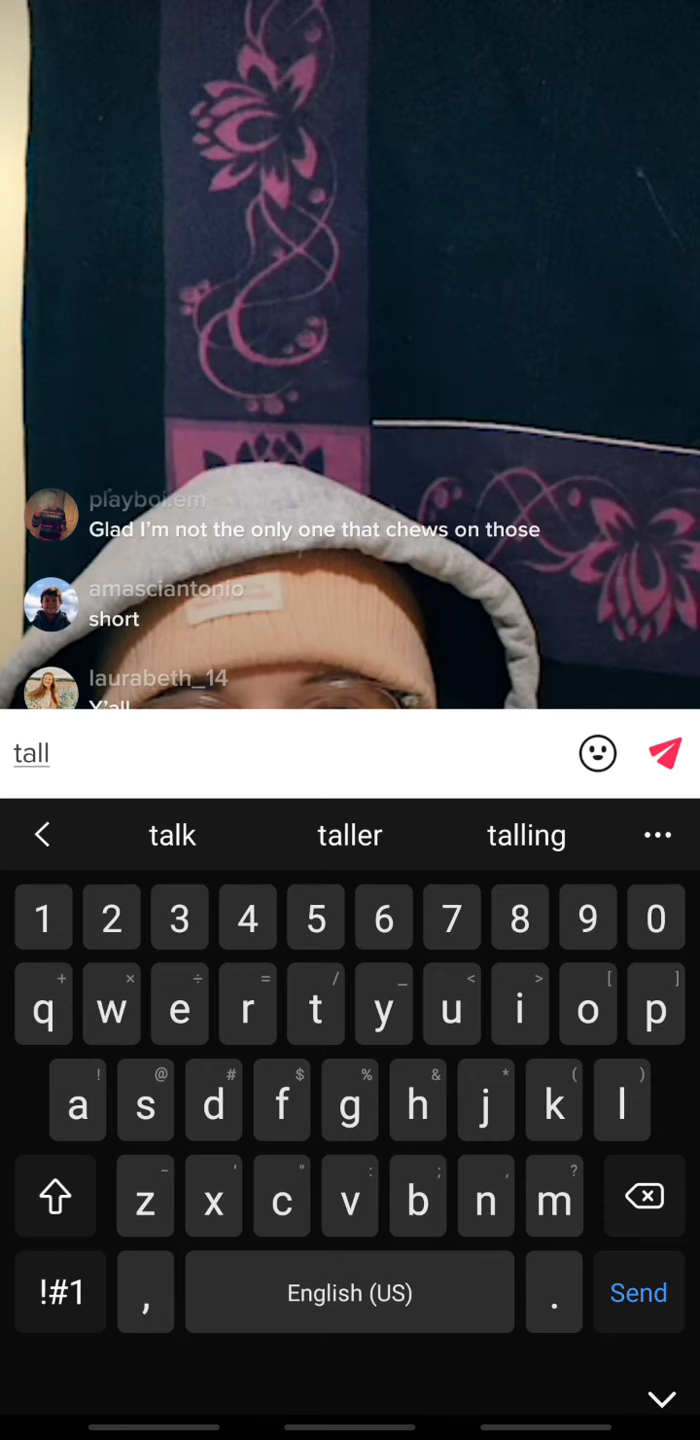 playboi.em
Glad I'm not the only one that chews on those
amasciantonio
short
laurabeth_14
Y'all
tall
talk taller talling
1 2 3 4 5 6 7 8 9 0
+ × ÷ = / _ < > [ ]
q w e r t y u i o p
! @ # $ % & * ( )
a s d f g h j k l
- ' " : ; , ?
z x c v b n m
!#1 , English (US) . Send